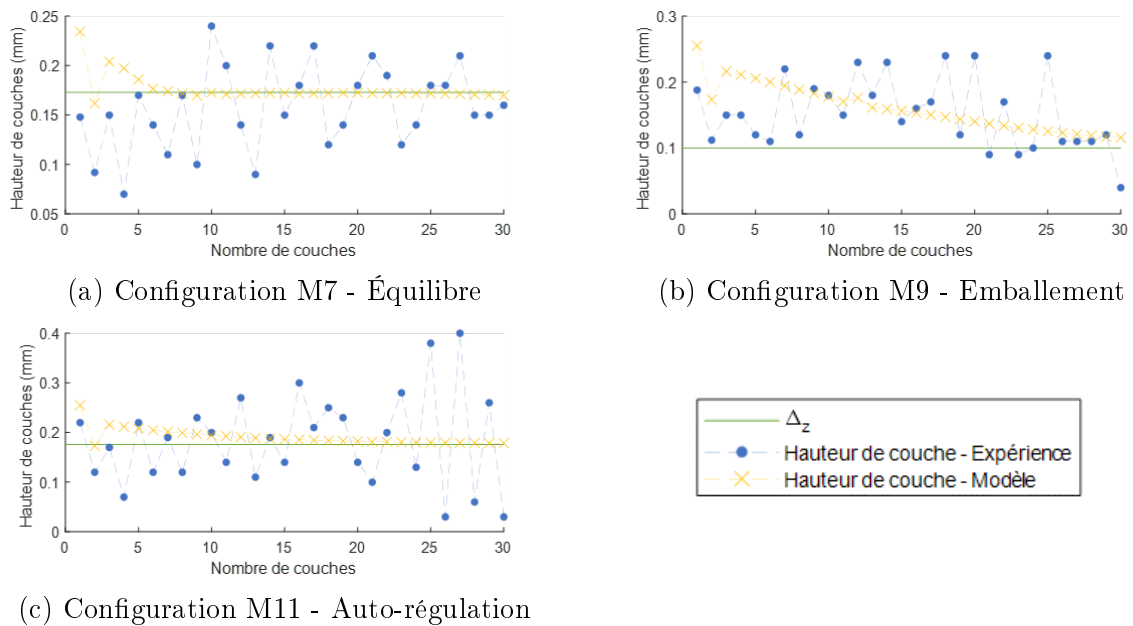 0.25
0.2
0.15
0.1
0.05
Hauteur de couches (mm)
0 5 10 15 20 25 30
Nombre de couches
(a) Configuration M7 - Équilibre
0.3
0.2
0.1
0
Hauteur de couches (mm)
0 5 10 15 20 25 30
Nombre de couches
(b) Configuration M9 - Emballement
0.4
0.3
0.2
0.1
0
Hauteur de couches (mm)
0 5 10 15 20 25 30
Nombre de couches
(c) Configuration M11 - Auto-régulation
Δz
Hauteur de couche - Expérience
Hauteur de couche - Modèle